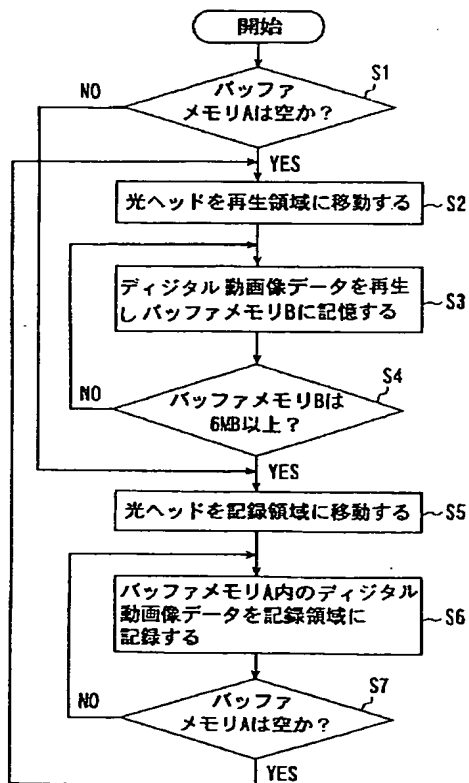 開始
S1
NO
バッファ
メモリAは空か？
YES
光ヘッドを再生領域に移動する
S2
ディジタル動画像データを再生
しバッファメモリBに記憶する
S3
S4
NO
バッファメモリBは
6MB以上？
YES
光ヘッドを記録領域に移動する
S5
バッファメモリA内のディジタル
動画像データを記録領域に
記録する
S6
S7
NO
バッファ
メモリAは空か？
YES